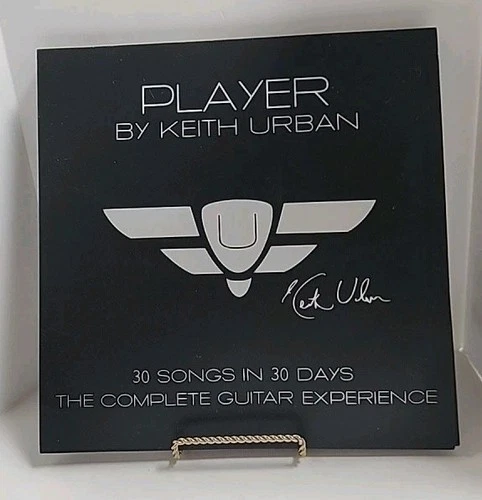 PLAYER
BY KEITH URBAN
U
Keith Urban
30 SONGS IN 30 DAYS
THE COMPLETE GUITAR EXPERIENCE